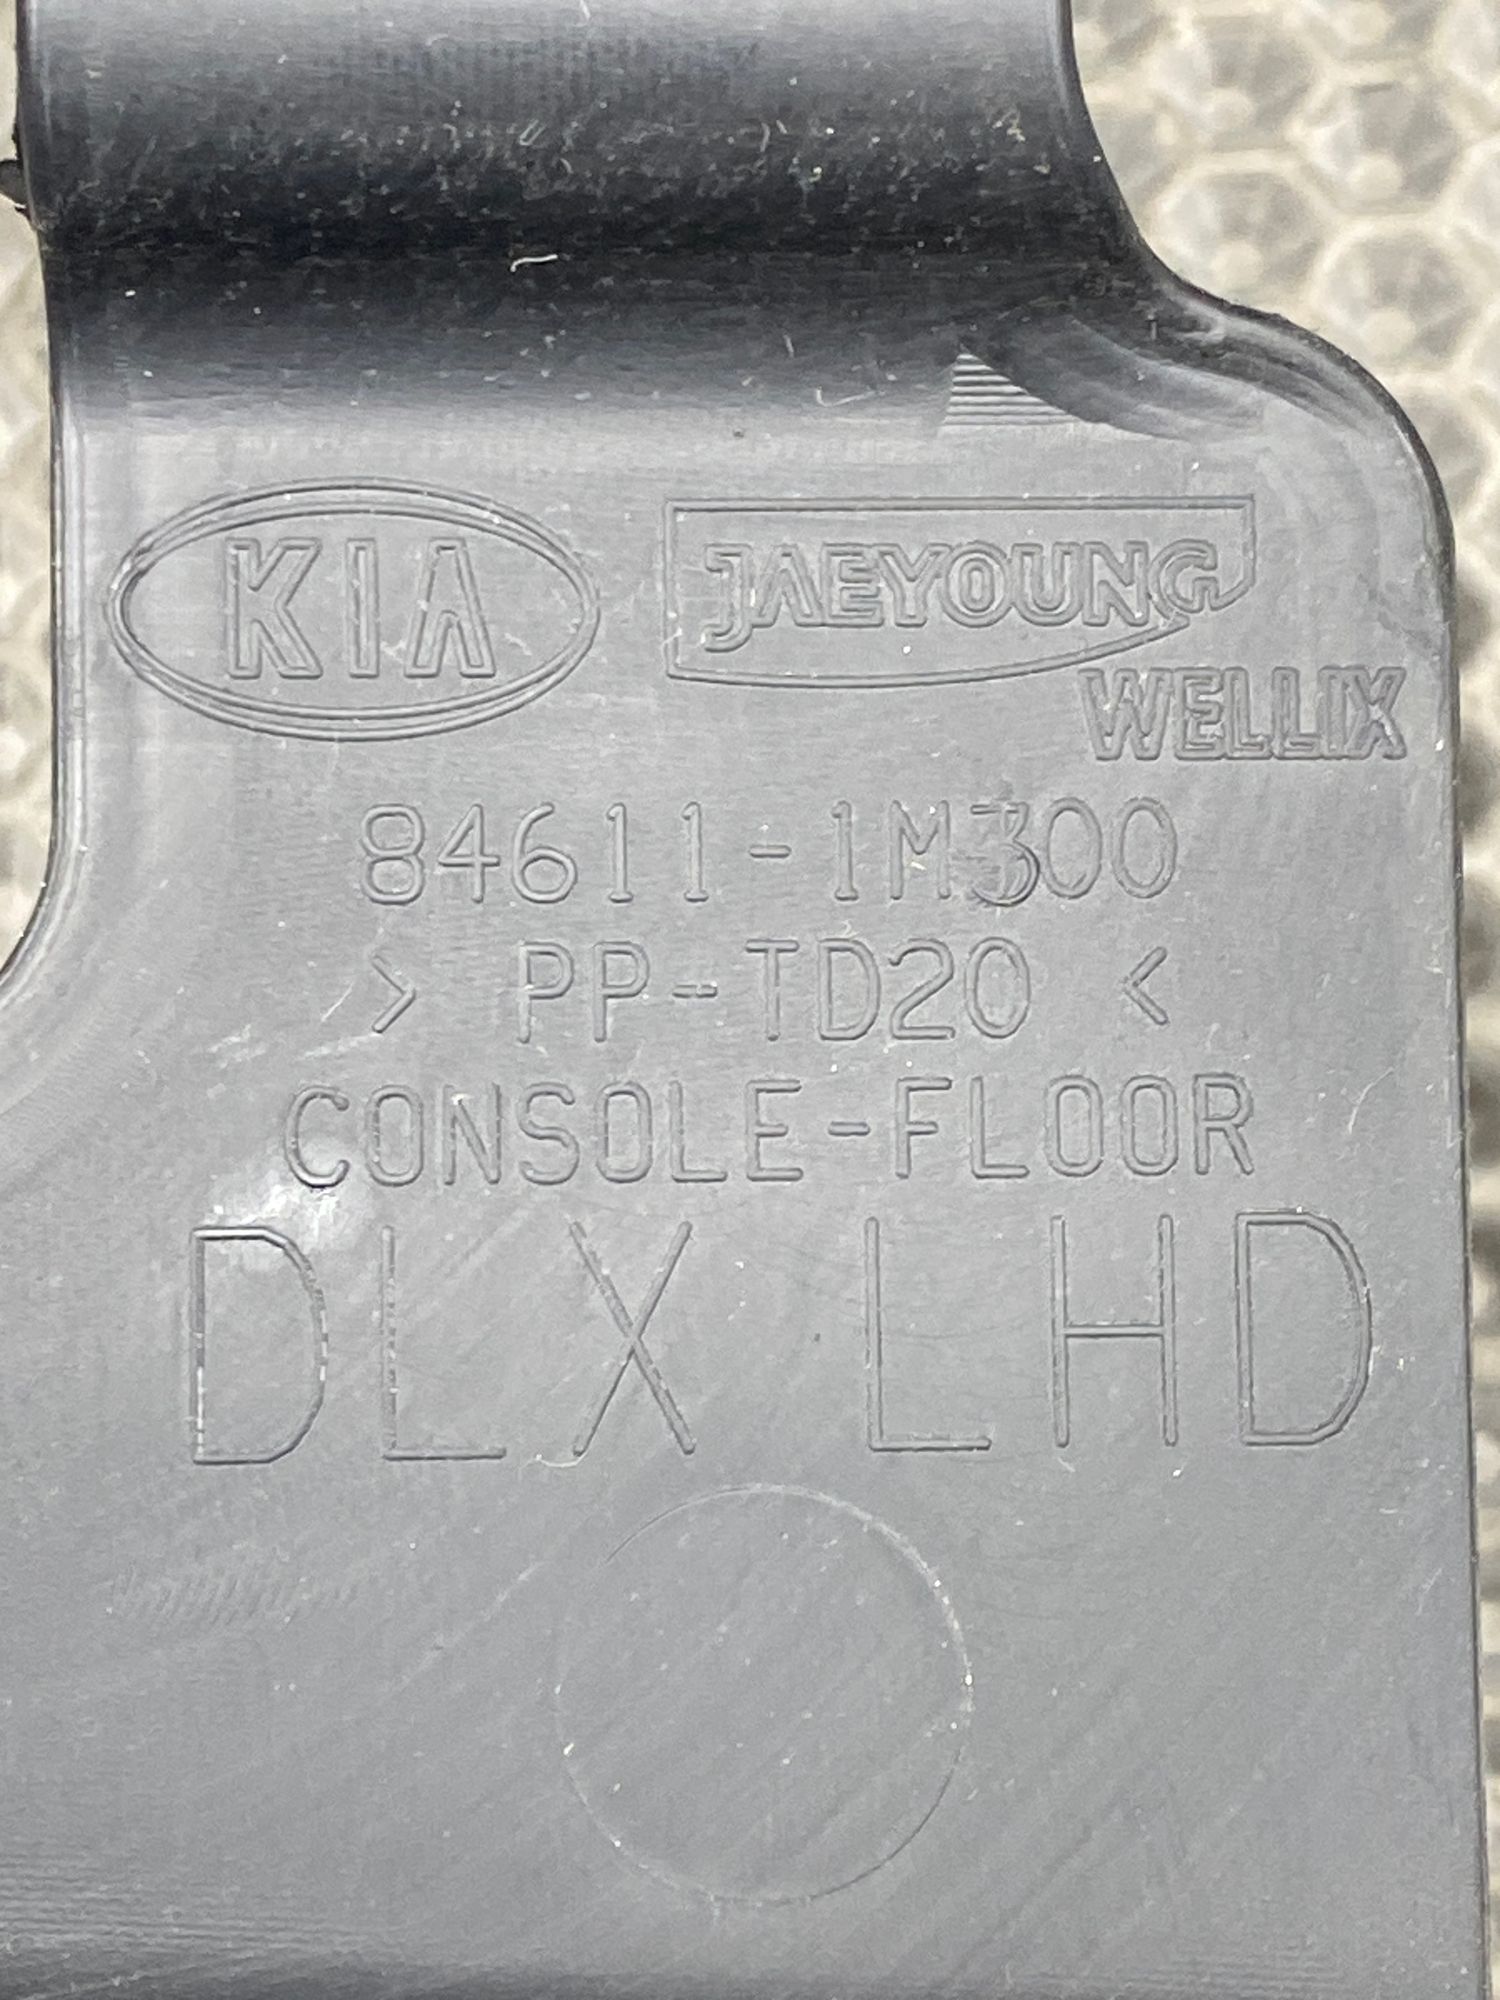 KIA JAEYOUNG
WELLIX
84611-1M300
> PP-TD20 <
CONSOLE-FLOOR
DLX LHD